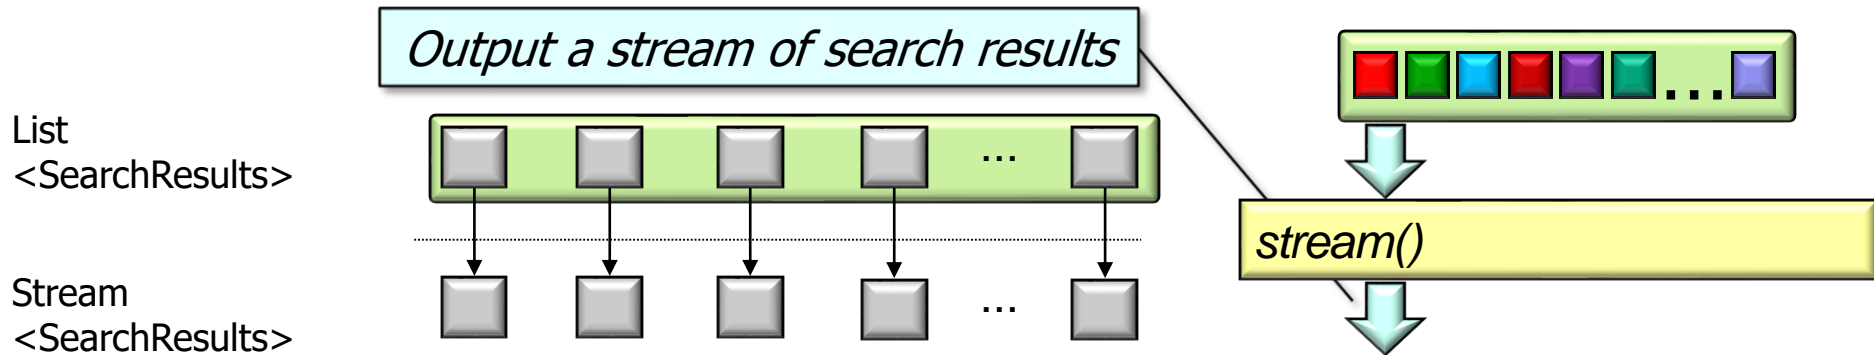 Output a stream of search results
...
List
<SearchResults>
...
stream()
Stream
<SearchResults>
...